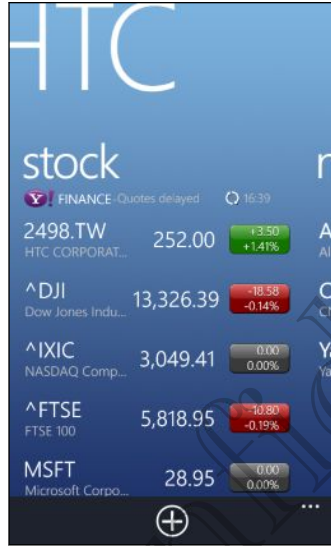 HTC
stock
Y! FINANCE -Quotes delayed 16:39
2498.TW 252.00 +3.50
HTC CORPORAT... +1.41%
^DJI 13,326.39 -18.58
Dow Jones Indu... -0.14%
^IXIC 3,049.41 0.00
NASDAQ Comp... 0.00%
^FTSE 5,818.95 -10.80
FTSE 100 -0.19%
MSFT 28.95 0.00
Microsoft Corpo... 0.00%
...